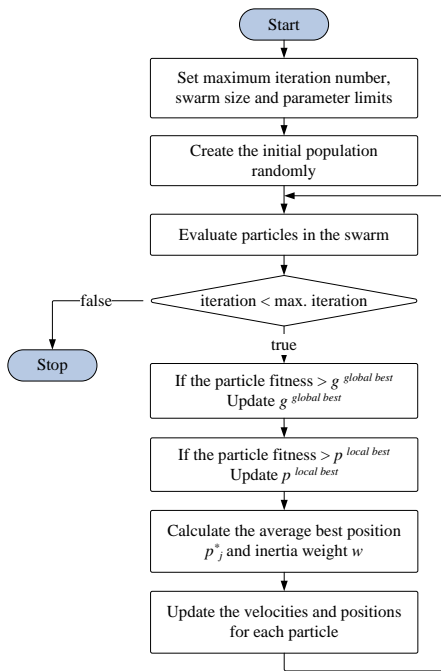 Start
Set maximum iteration number,
swarm size and parameter limits
Create the initial population
randomly
Evaluate particles in the swarm
false
iteration < max. iteration
true
Stop
If the particle fitness > g global best
Update g global best
If the particle fitness > p local best
Update p local best
Calculate the average best position
p*j and inertia weight w
Update the velocities and positions
for each particle